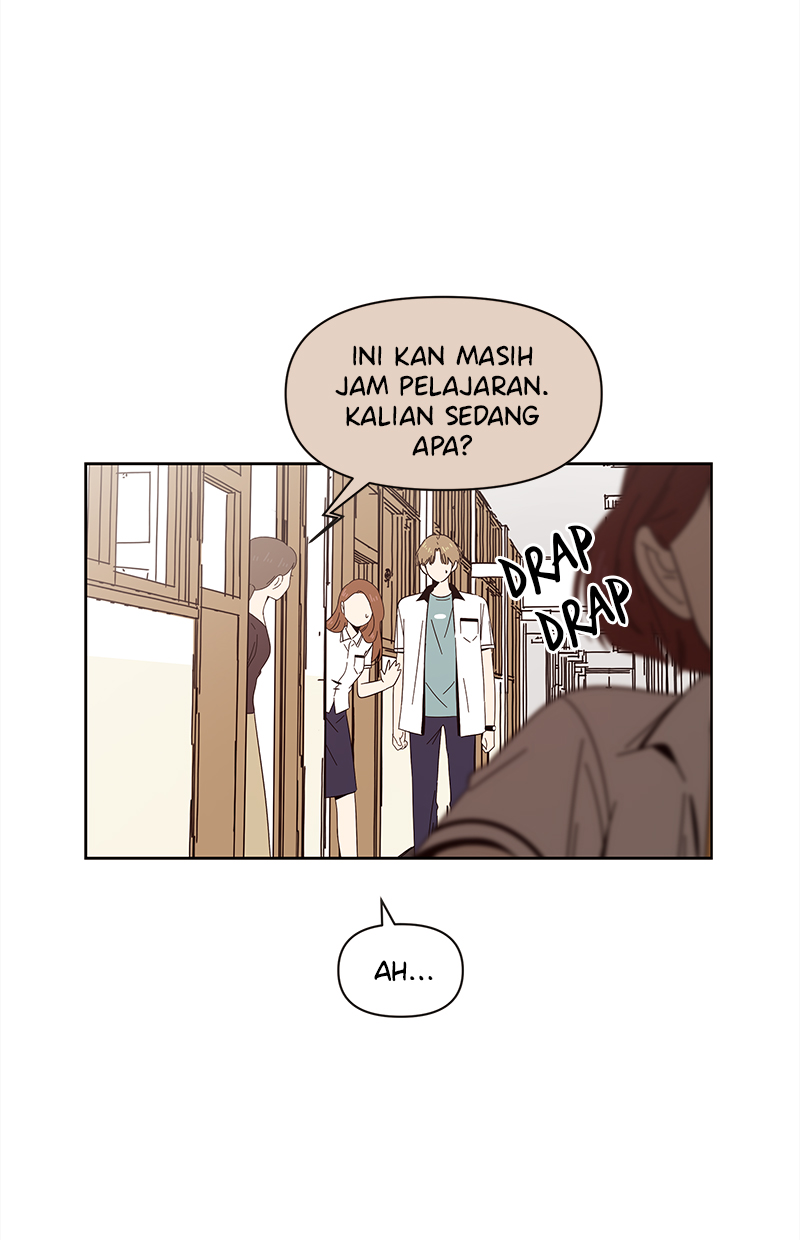 INI KAN MASIH
JAM PELAJARAN.
KALIAN SEDANG
APA?
DRAP
DRAP
AH...